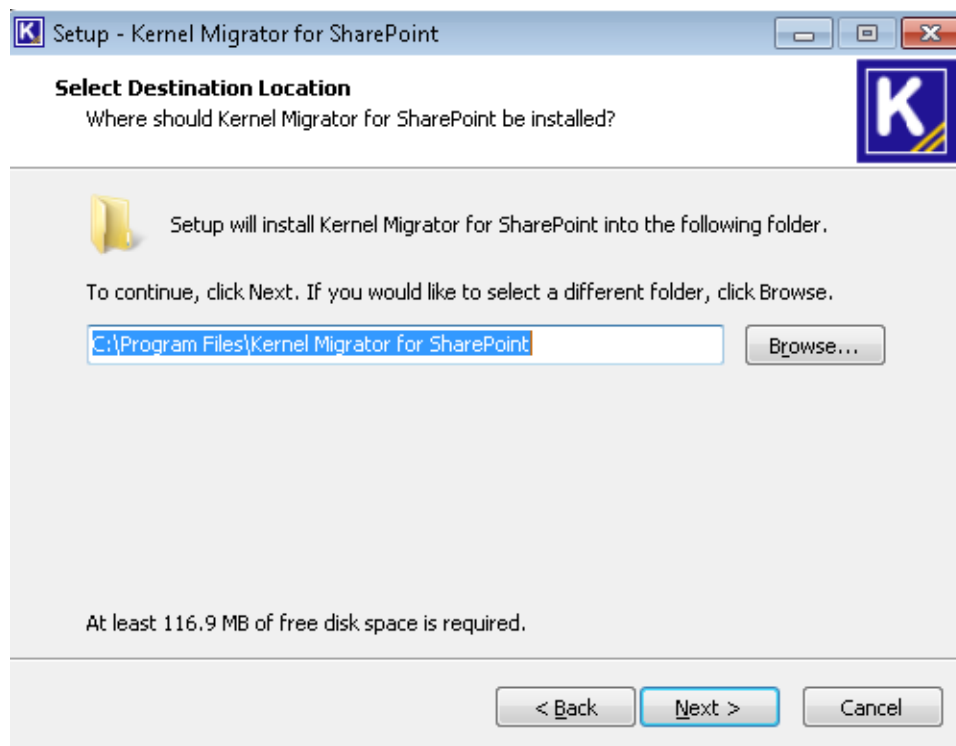 Setup - Kernel Migrator for SharePoint
Select Destination Location
Where should Kernel Migrator for SharePoint be installed?
K
Setup will install Kernel Migrator for SharePoint into the following folder.
To continue, click Next. If you would like to select a different folder, click Browse.
C:\Program Files\Kernel Migrator for SharePoint
Browse...
At least 116.9 MB of free disk space is required.
< Back
Next >
Cancel